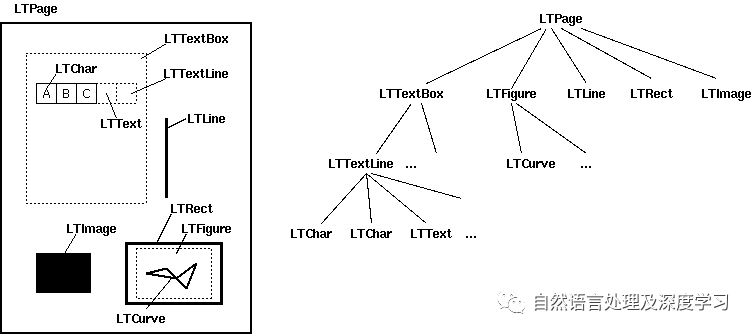 LTPage
LTTextBox
LTChar
LTTextLine
A B C
LTText
LTLine
LTRect
LTImage
LTFigure
LTCurve
LTPage
LTTextBox LTFigure LTLine LTRect LTImage
LTTextLine ... LTCurve ...
LTChar LTChar LTText ...
自然语言处理及深度学习